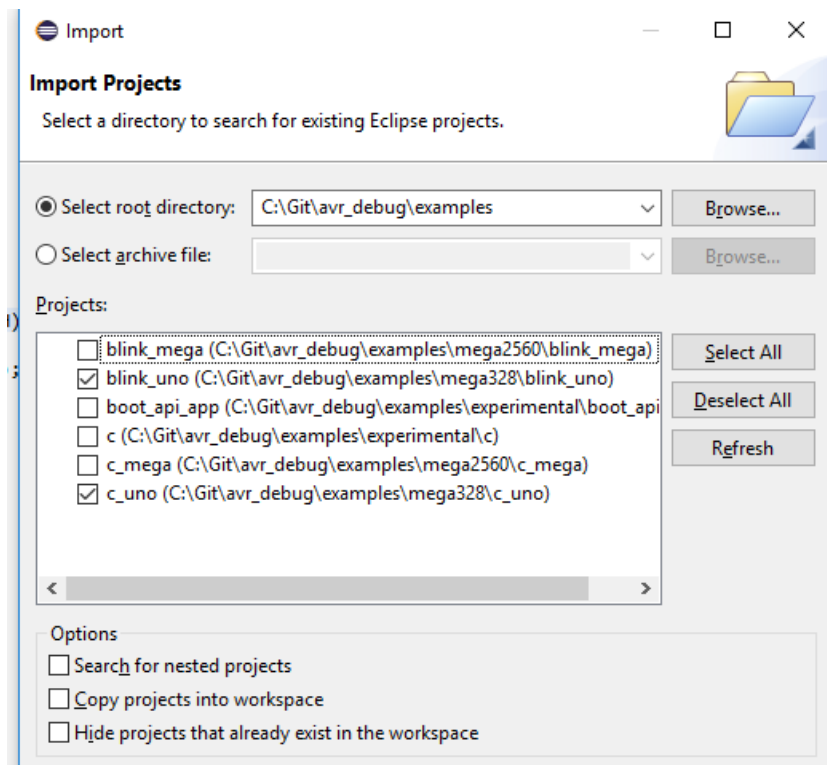 Import
Import Projects
Select a directory to search for existing Eclipse projects.
Select root directory: C:\Git\avr_debug\examples Browse...
Select archive file: Browse...
Projects:
blink_mega (C:\Git\avr_debug\examples\mega2560\blink_mega) Select All
blink_uno (C:\Git\avr_debug\examples\mega328\blink_uno)
boot_api_app (C:\Git\avr_debug\examples\experimental\boot_api Deselect All
c (C:\Git\avr_debug\examples\experimental\c) Refresh
c_mega (C:\Git\avr_debug\examples\mega2560\c_mega)
c_uno (C:\Git\avr_debug\examples\mega328\c_uno)
Options
Search for nested projects
Copy projects into workspace
Hide projects that already exist in the workspace